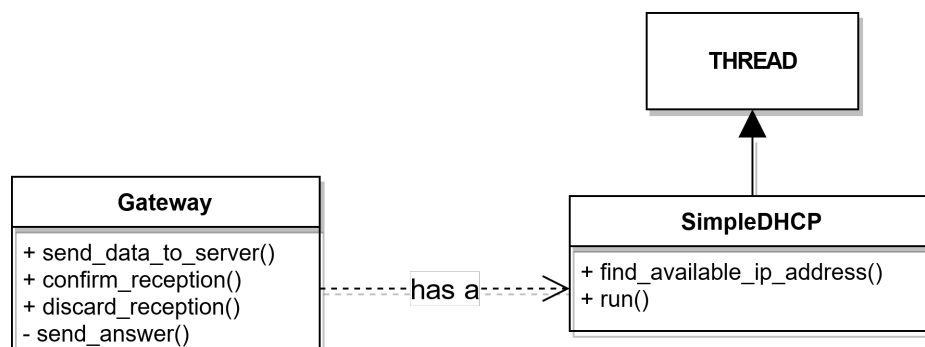 THREAD
Gateway
+ send_data_to_server()
+ confirm_reception()
+ discard_reception()
- send_answer()
has a
SimpleDHCP
+ find_available_ip_address()
+ run()